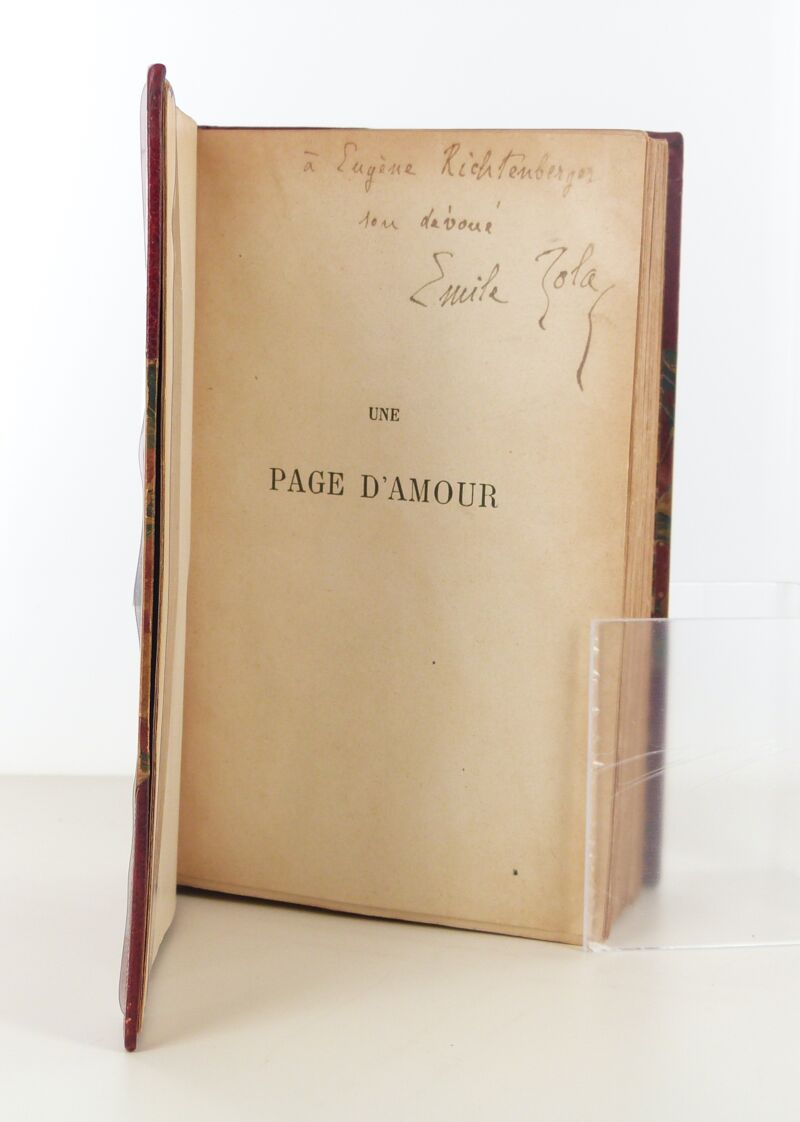 à Eugène Richtenberger
son dévoué
Emile Zola
UNE
PAGE D'AMOUR